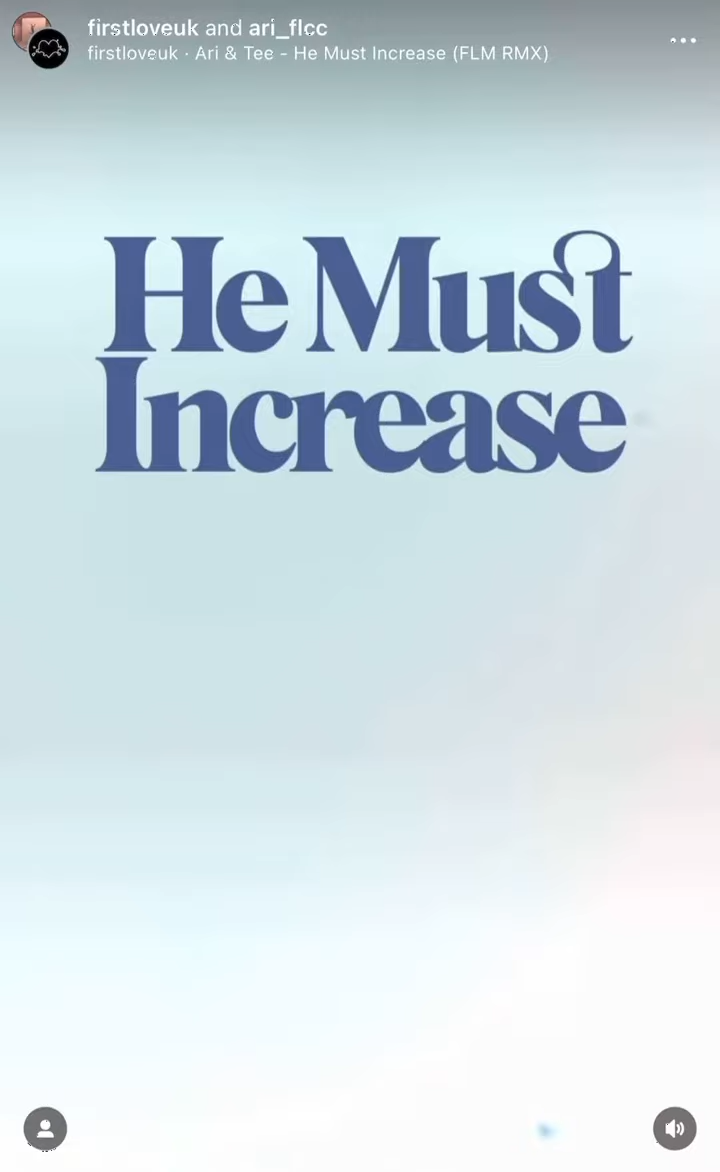 firstloveuk and ari_flcc
firstloveuk · Ari & Tee - He Must Increase (FLM RMX)
He Must
Increase